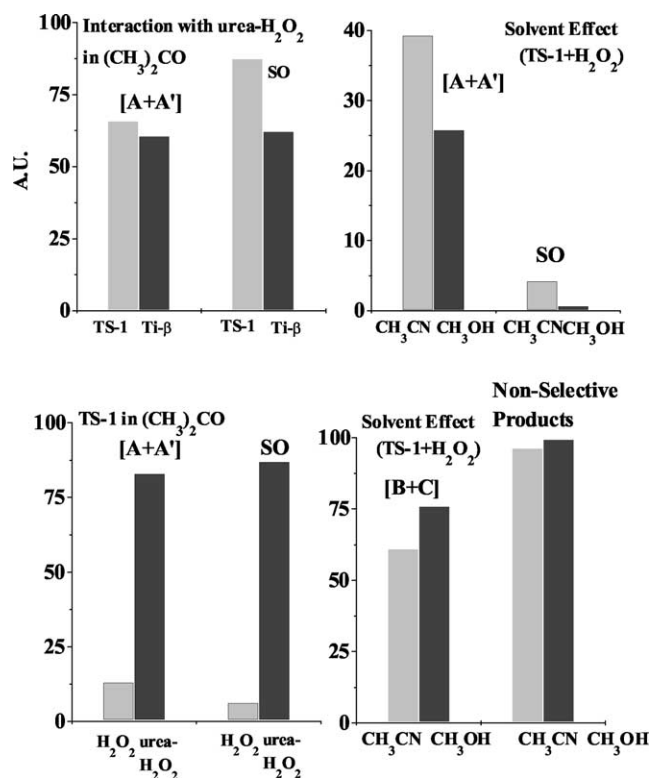 Interaction with urea-H₂O₂
in (CH₃)₂CO
[A+A']
SO
A.U.
100
75
50
25
0
TS-1 Ti-β
TS-1 Ti-β
Solvent Effect
(TS-1+H₂O₂)
[A+A']
SO
40
30
20
10
0
CH₃CN CH₃OH
CH₃CN CH₃OH
TS-1 in (CH₃)₂CO
[A+A']
SO
100
75
50
25
0
H₂O₂ urea-
H₂O₂
H₂O₂ urea-
H₂O₂
Non-Selective
Products
Solvent Effect
(TS-1+H₂O₂)
[B+C]
100
75
50
25
0
CH₃CN CH₃OH
CH₃CN CH₃OH